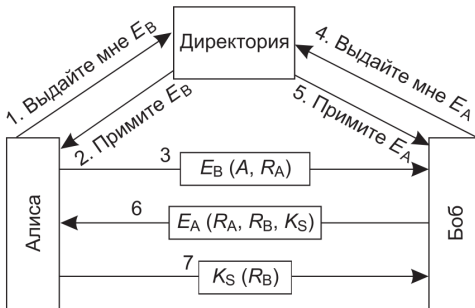 Директория
1. Выдайте мне E_B
2. Примите E_B
4. Выдайте мне E_A
5. Примите E_A
Алиса
3
E_B (A, R_A)
6
E_A (R_A, R_B, K_S)
7
K_S (R_B)
Боб